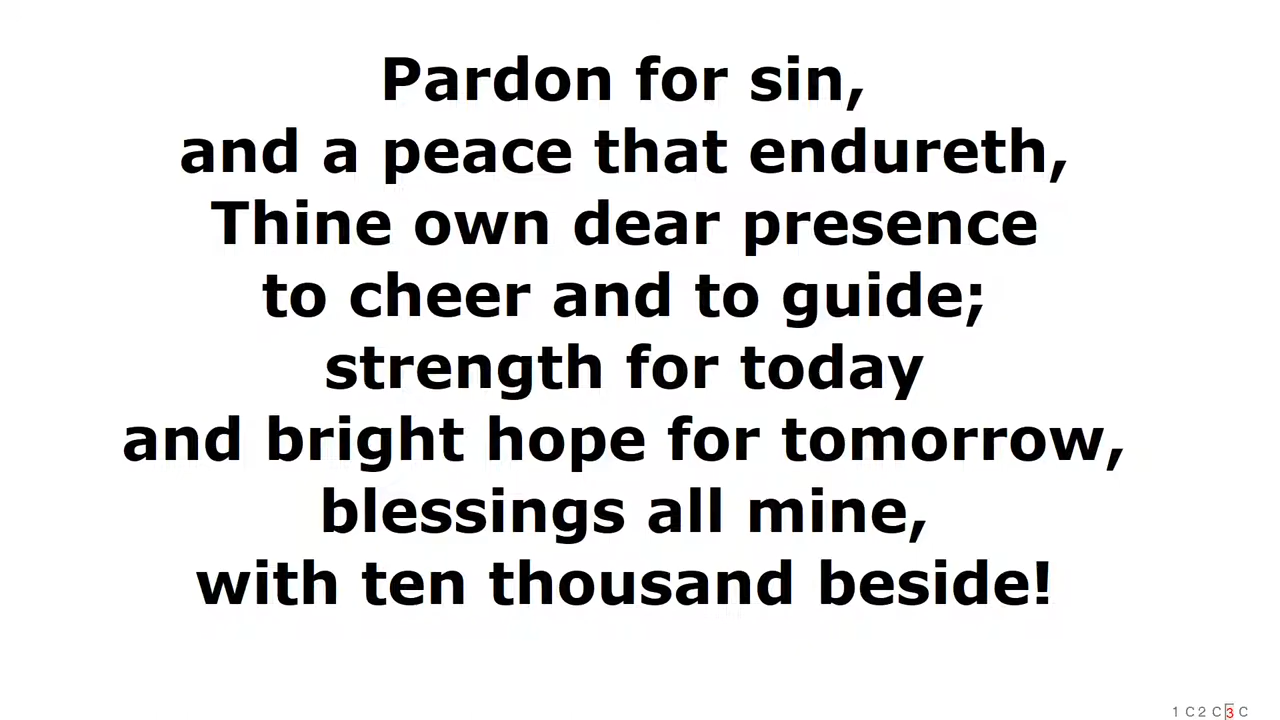 Pardon for sin,
and a peace that endureth,
Thine own dear presence
to cheer and to guide;
strength for today
and bright hope for tomorrow,
blessings all mine,
with ten thousand beside!
1 C 2 C 3 C